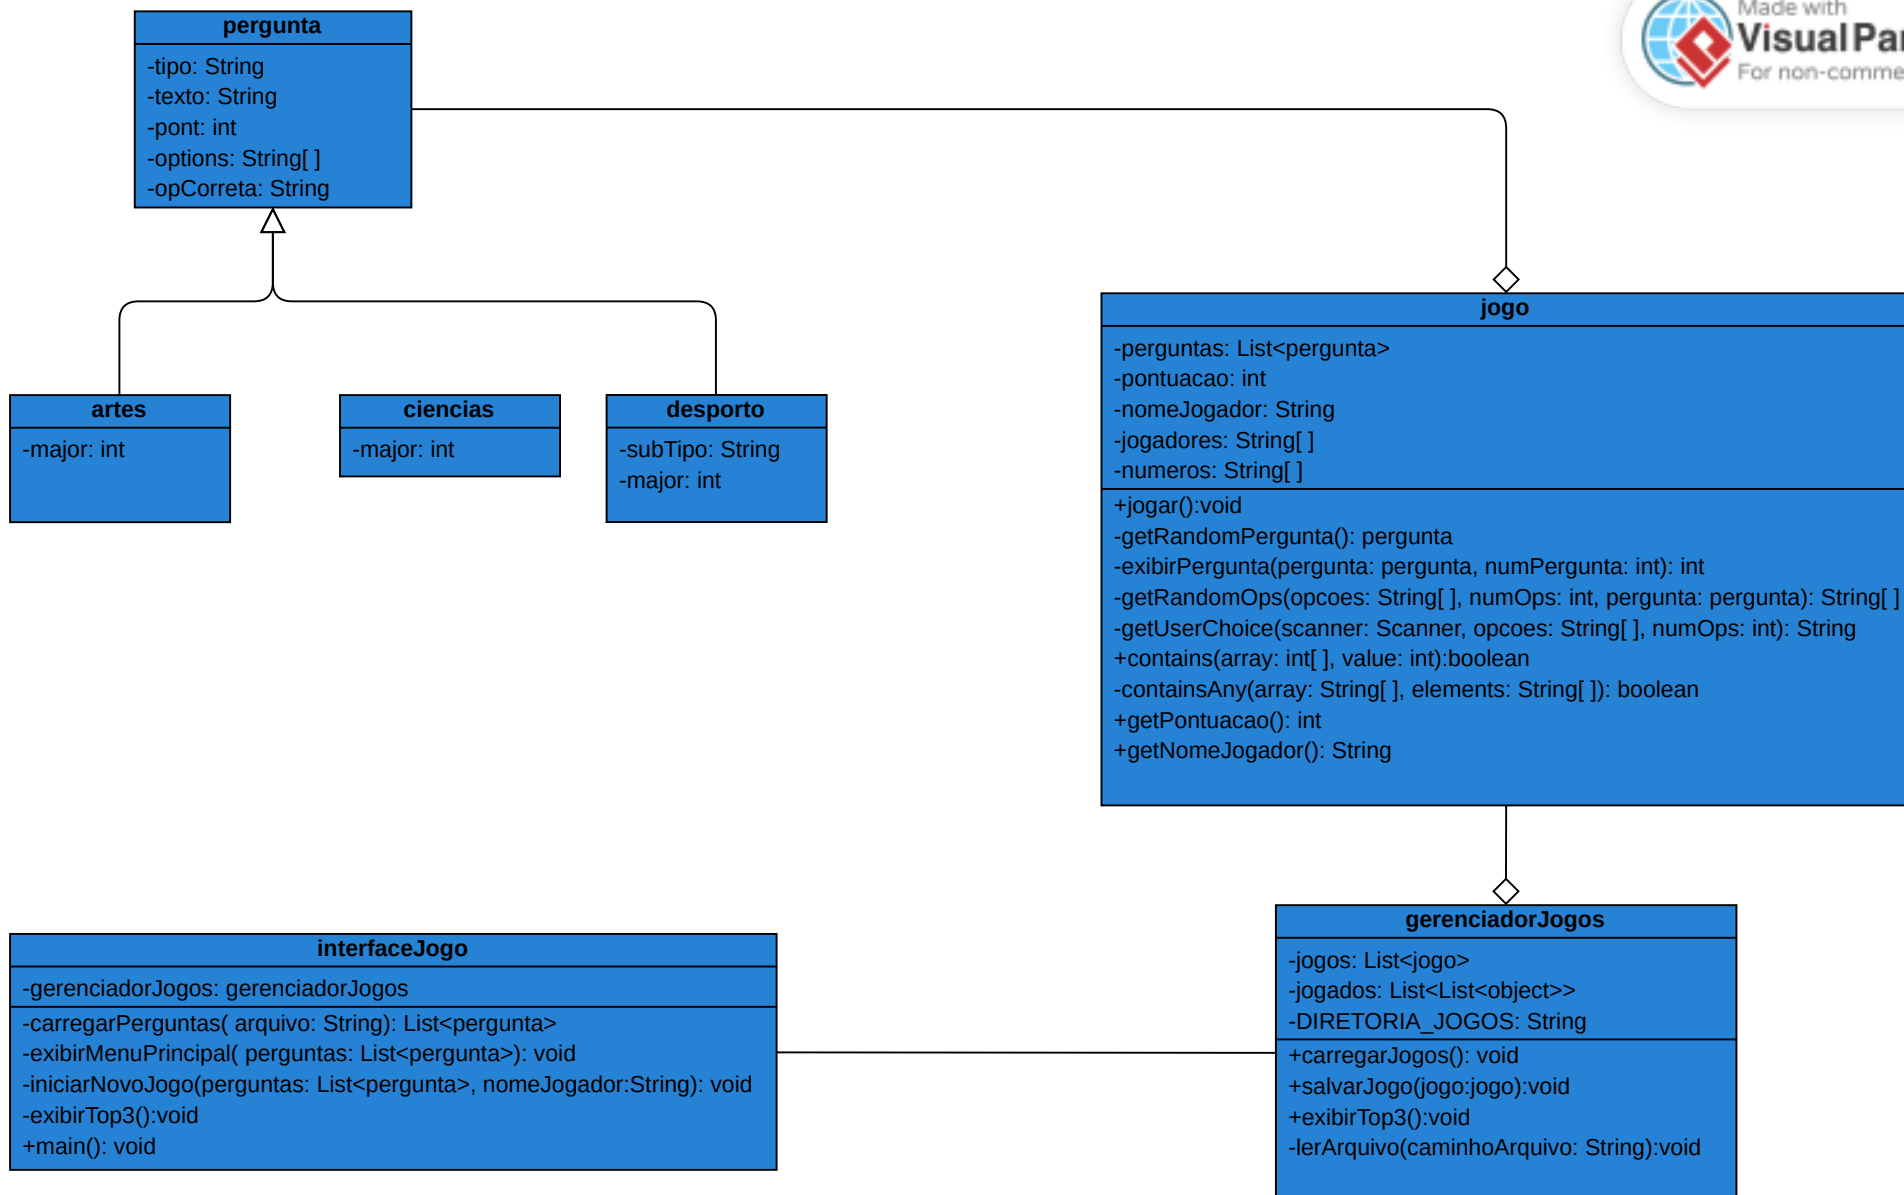 Made with
Visual Par
For non-comme
pergunta
-tipo: String
-texto: String
-pont: int
-options: String[ ]
-opCorreta: String
artes
-major: int
ciencias
-major: int
desporto
-subTipo: String
-major: int
jogo
-perguntas: List<pergunta>
-pontuacao: int
-nomeJogador: String
-jogadores: String[ ]
-numeros: String[ ]
+jogar():void
-getRandomPergunta(): pergunta
-exibirPergunta(pergunta: pergunta, numPergunta: int): int
-getRandomOps(opcoes: String[ ], numOps: int, pergunta: pergunta): String[ ]
-getUserChoice(scanner: Scanner, opcoes: String[ ], numOps: int): String
+contains(array: int[ ], value: int):boolean
-containsAny(array: String[ ], elements: String[ ]): boolean
+getPontuacao(): int
+getNomeJogador(): String
interfaceJogo
-gerenciadorJogos: gerenciadorJogos
-carregarPerguntas( arquivo: String): List<pergunta>
-exibirMenuPrincipal( perguntas: List<pergunta>): void
-iniciarNovoJogo(perguntas: List<pergunta>, nomeJogador:String): void
-exibirTop3():void
+main(): void
gerenciadorJogos
-jogos: List<jogo>
-jogados: List<List<object>>
-DIRETORIA_JOGOS: String
+carregarJogos(): void
+salvarJogo(jogo:jogo):void
+exibirTop3():void
-lerArquivo(caminhoArquivo: String):void